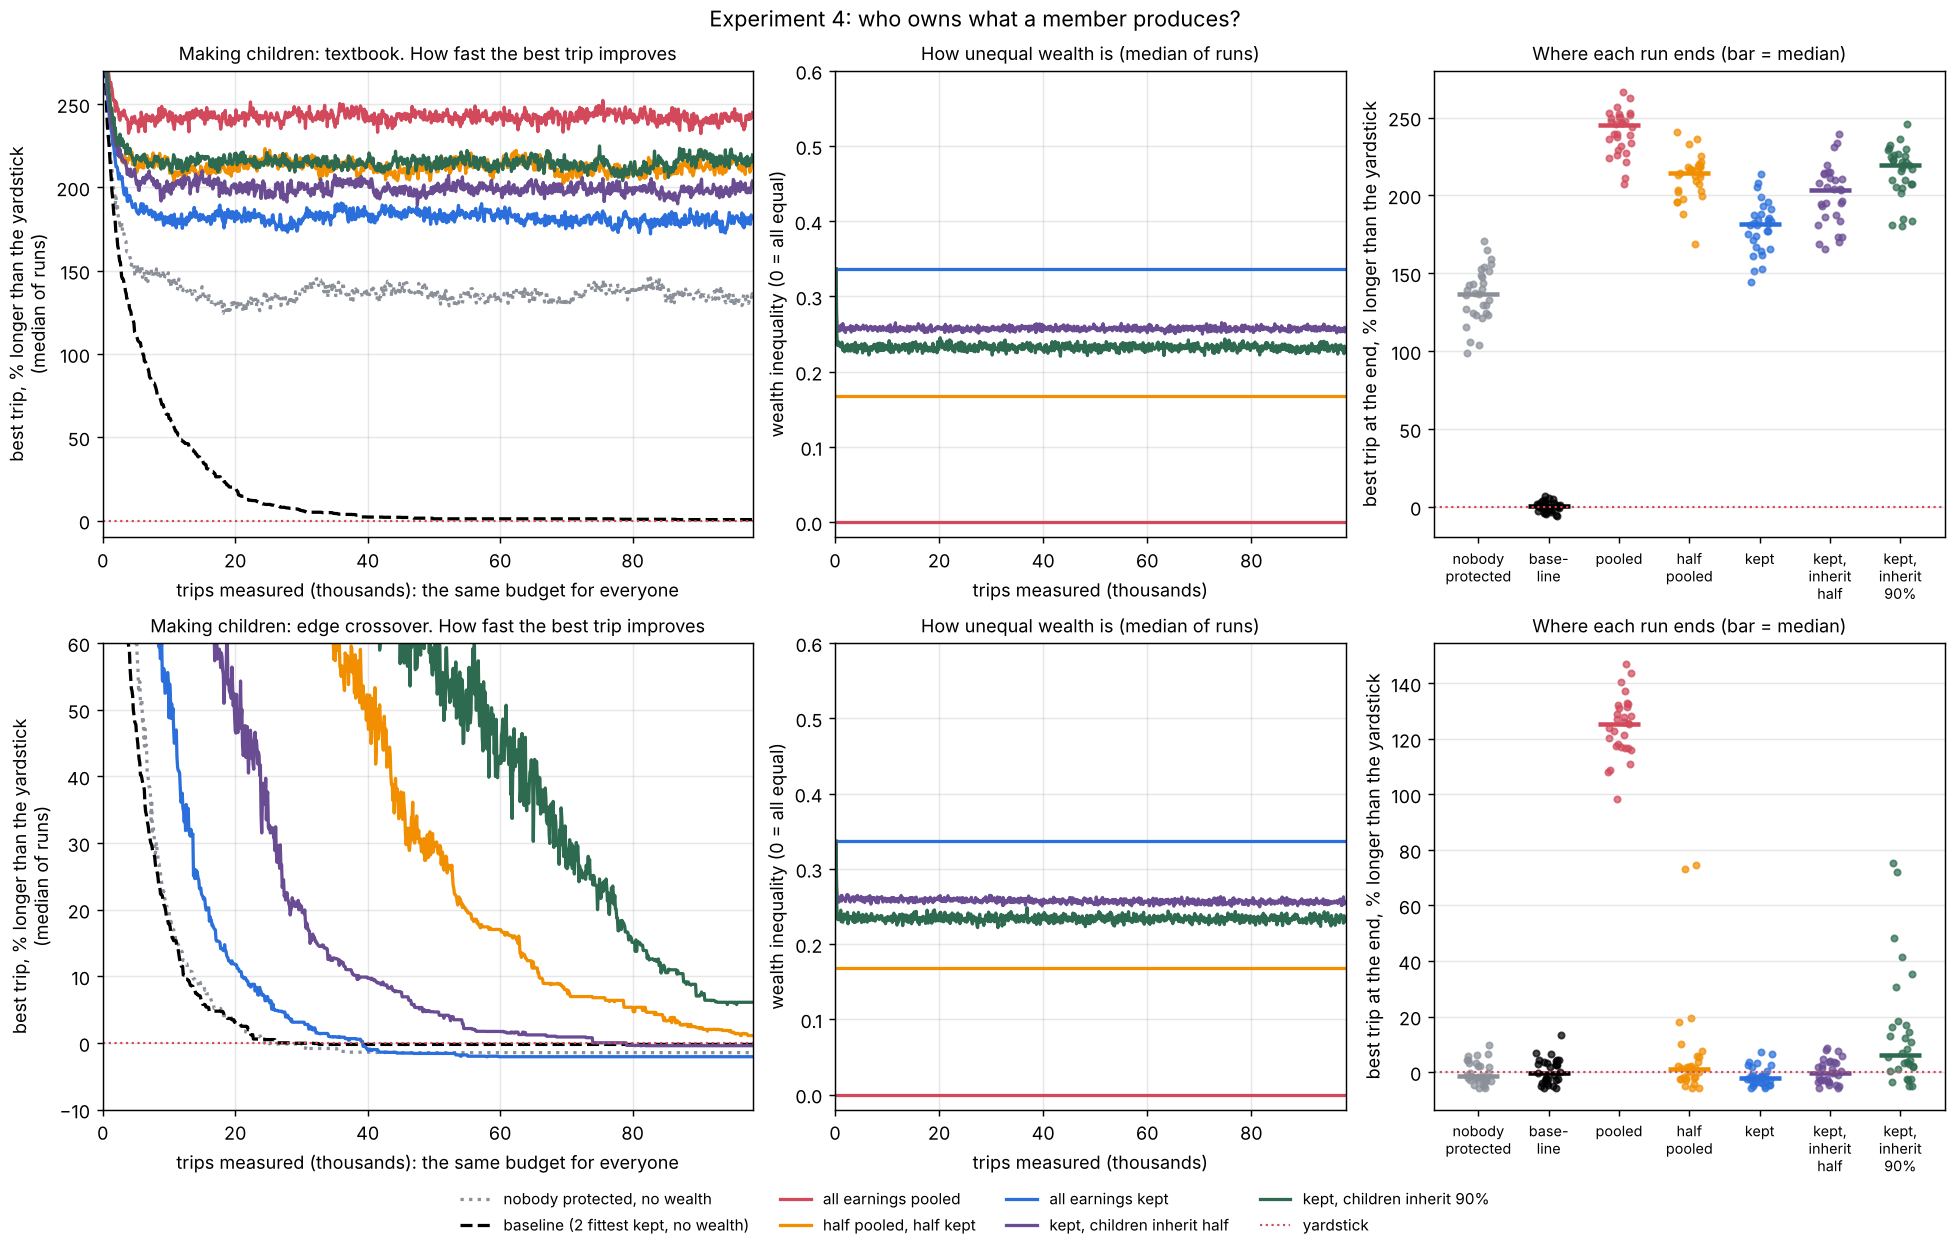 Experiment 4: who owns what a member produces?
Making children: textbook. How fast the best trip improves
best trip, % longer than the yardstick
(median of runs)
250
200
150
100
50
0
0
20
40
60
80
trips measured (thousands): the same budget for everyone
How unequal wealth is (median of runs)
wealth inequality (0 = all equal)
0.6
0.5
0.4
0.3
0.2
0.1
0.0
0
20
40
60
80
trips measured (thousands)
Where each run ends (bar = median)
best trip at the end, % longer than the yardstick
250
200
150
100
50
0
nobody
protected
base-
line
pooled
half
pooled
kept
kept,
inherit
half
kept,
inherit
90%
Making children: edge crossover. How fast the best trip improves
best trip, % longer than the yardstick
(median of runs)
60
50
40
30
20
10
0
−10
0
20
40
60
80
trips measured (thousands): the same budget for everyone
How unequal wealth is (median of runs)
wealth inequality (0 = all equal)
0.6
0.5
0.4
0.3
0.2
0.1
0.0
0
20
40
60
80
trips measured (thousands)
Where each run ends (bar = median)
best trip at the end, % longer than the yardstick
140
120
100
80
60
40
20
0
nobody
protected
base-
line
pooled
half
pooled
kept
kept,
inherit
half
kept,
inherit
90%
nobody protected, no wealth
baseline (2 fittest kept, no wealth)
all earnings pooled
half pooled, half kept
all earnings kept
kept, children inherit half
kept, children inherit 90%
yardstick